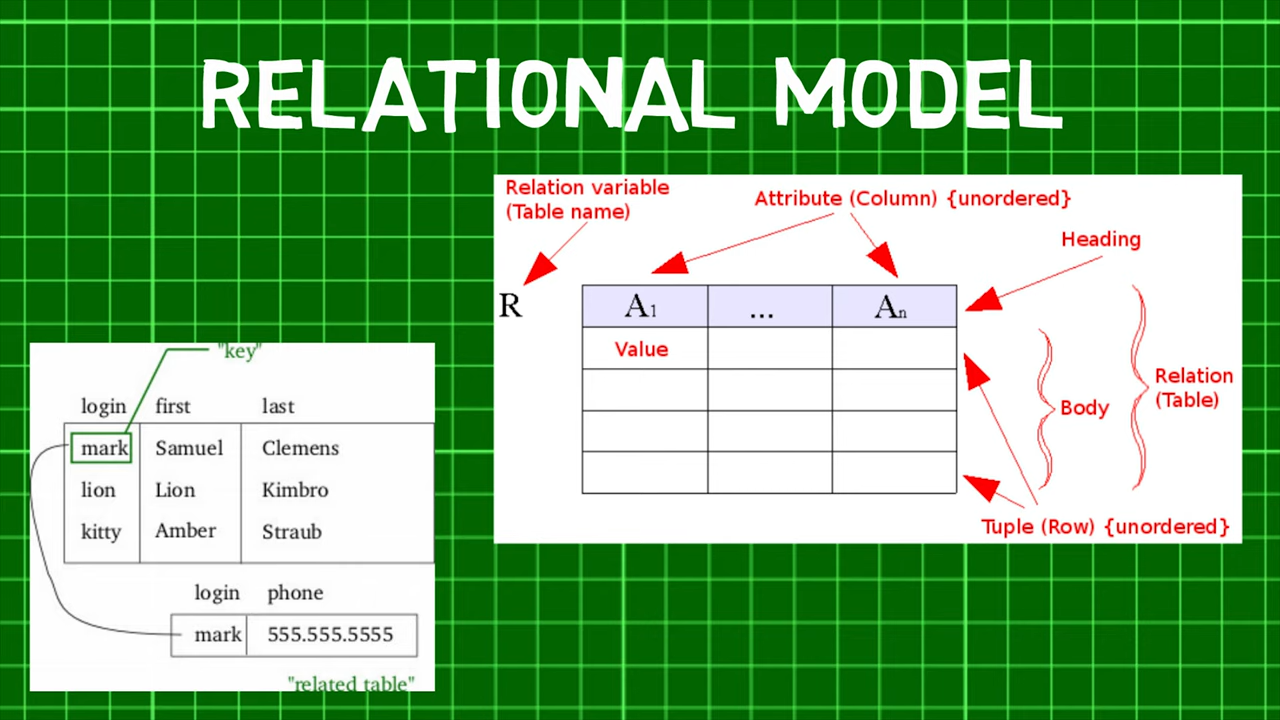 RELATIONAL MODEL
Relation variable
(Table name)
Attribute (Column) {unordered}
Heading
R
A1 ... An
Value
Body
Relation
(Table)
Tuple (Row) {unordered}
"key"
login first last
mark Samuel Clemens
lion Lion Kimbro
kitty Amber Straub
login phone
mark 555.555.5555
"related table"